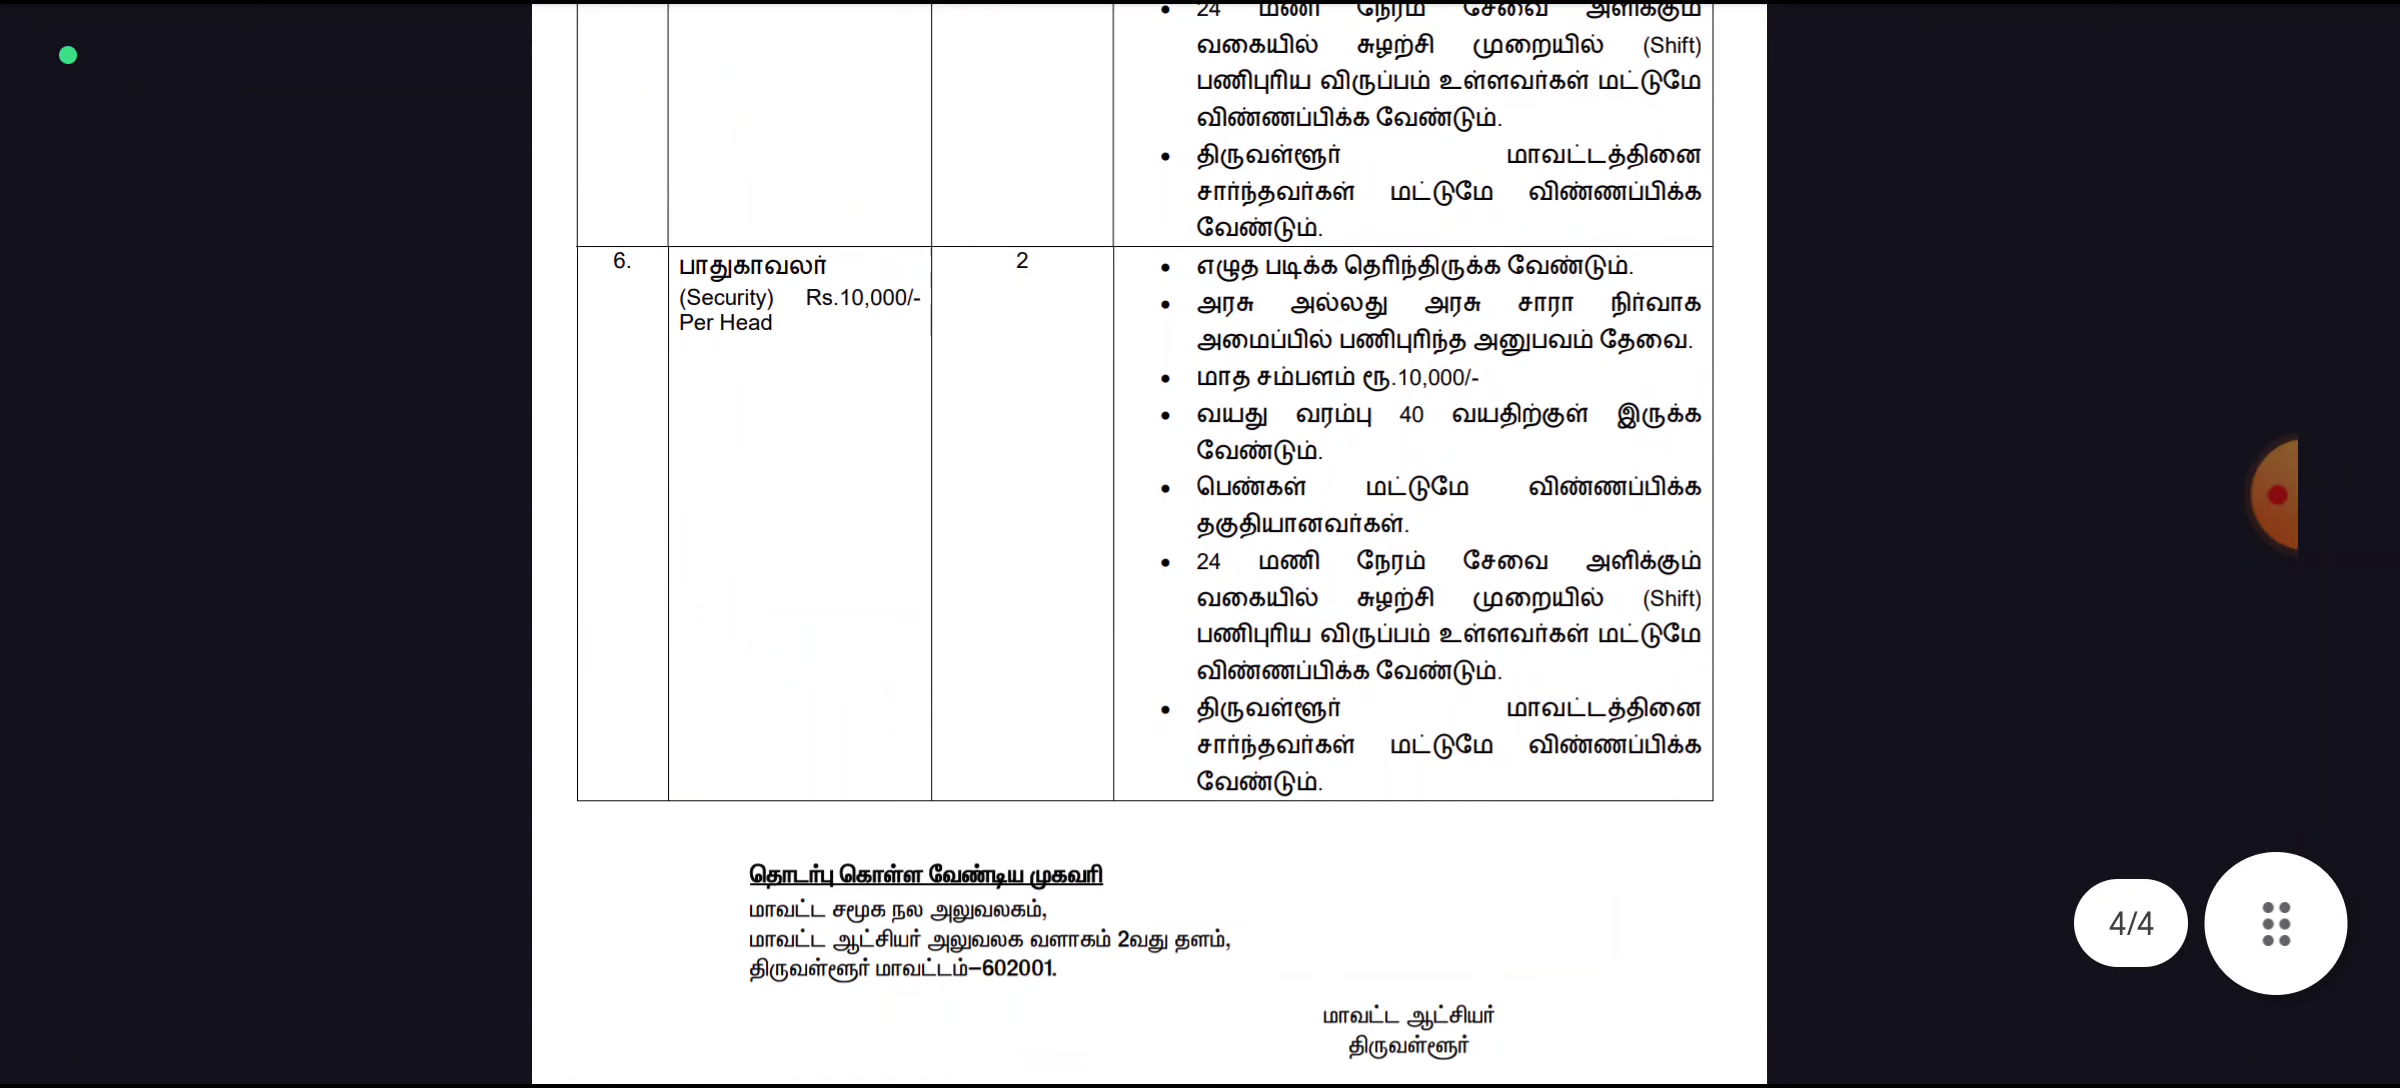 24 மணி நேரம் சேவை அளிக்கும்
வகையில் சுழற்சி முறையில் (Shift)
பணிபுரிய விருப்பம் உள்ளவர்கள் மட்டுமே
விண்ணப்பிக்க வேண்டும்.
திருவள்ளூர் மாவட்டத்தினை
சார்ந்தவர்கள் மட்டுமே விண்ணப்பிக்க
வேண்டும்.
6.
பாதுகாவலர்
(Security) Rs.10,000/-
Per Head
2
எழுத படிக்க தெரிந்திருக்க வேண்டும்.
அரசு அல்லது அரசு சாரா நிர்வாக
அமைப்பில் பணிபுரிந்த அனுபவம் தேவை.
மாத சம்பளம் ரூ.10,000/-
வயது வரம்பு 40 வயதிற்குள் இருக்க
வேண்டும்.
பெண்கள் மட்டுமே விண்ணப்பிக்க
தகுதியானவர்கள்.
24 மணி நேரம் சேவை அளிக்கும்
வகையில் சுழற்சி முறையில் (Shift)
பணிபுரிய விருப்பம் உள்ளவர்கள் மட்டுமே
விண்ணப்பிக்க வேண்டும்.
திருவள்ளூர் மாவட்டத்தினை
சார்ந்தவர்கள் மட்டுமே விண்ணப்பிக்க
வேண்டும்.
தொடர்பு கொள்ள வேண்டிய முகவரி
மாவட்ட சமூக நல அலுவலகம்,
மாவட்ட ஆட்சியர் அலுவலக வளாகம் 2வது தளம்,
திருவள்ளூர் மாவட்டம்–602001.
மாவட்ட ஆட்சியர்
திருவள்ளூர்
4/4